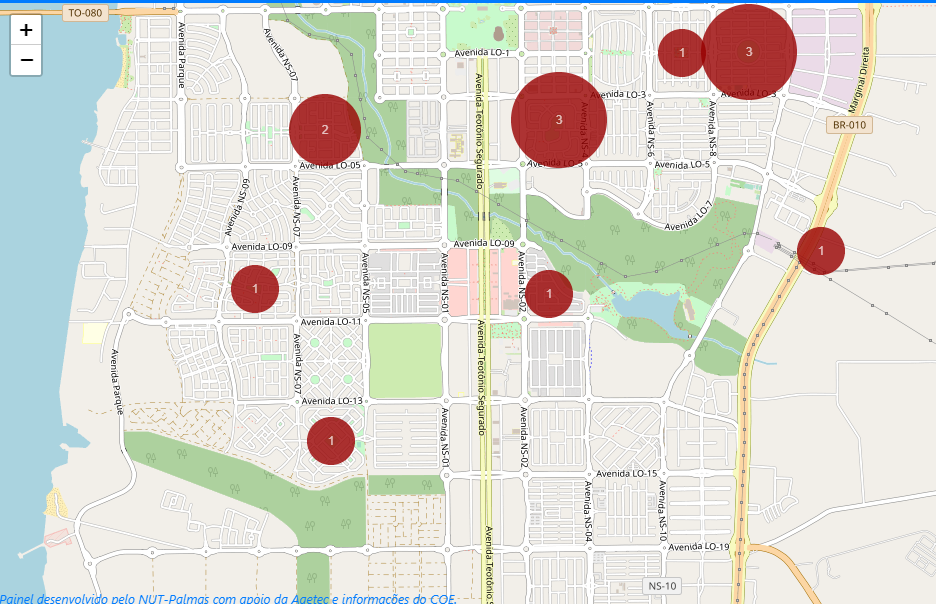 +
−
TO-080
Avenida Parque
Avenida NS-07
Avenida LO-1
1
3
Avenida LO-3
Avenida LO-3
Marginal Direita
BR-010
2
3
Avenida Teotônio Segurado
Avenida NS-6
Avenida NS-8
Avenida LO-05
Avenida LO-5
Avenida NS-09
Avenida NS-07
Avenida LO-7
Avenida LO-09
Avenida LO-09
1
Avenida NS-05
Avenida NS-01
Avenida NS-02
1
1
Avenida LO-11
Avenida Parque
Avenida NS-07
Avenida Teotônio Segurado
Avenida LO-13
Avenida NS-01
Avenida NS-02
1
Avenida LO-15
Avenida NS-04
Avenida NS-10
Avenida LO-19
NS-10
Painel desenvolvido pelo NUT-Palmas com apoio da Agetec e informações do COE.